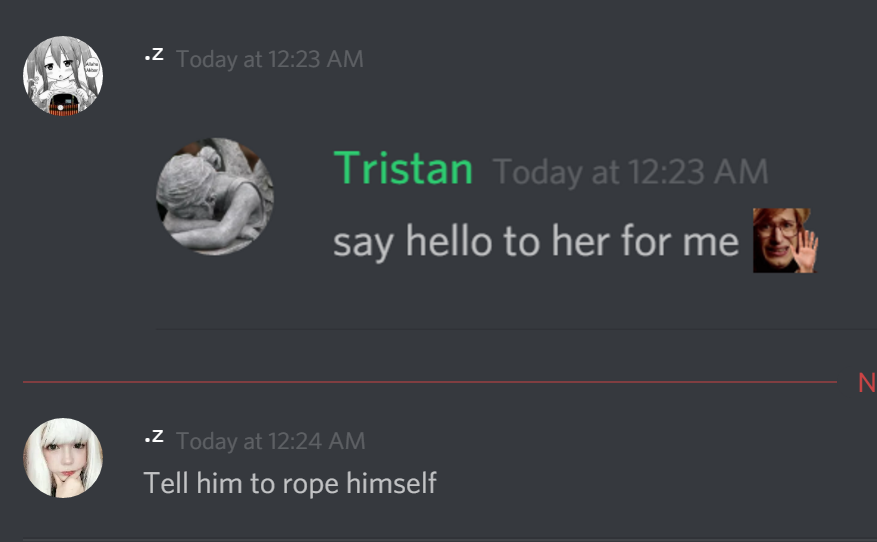 .z Today at 12:23 AM
Tristan Today at 12:23 AM
say hello to her for me
N
.z Today at 12:24 AM
Tell him to rope himself